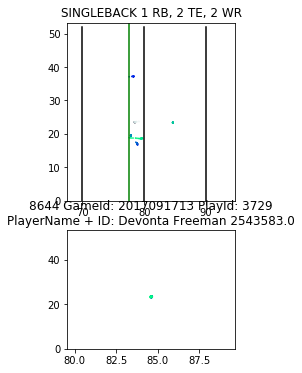 SINGLEBACK 1 RB, 2 TE, 2 WR
50
40
30
20
10
0
70 80 90
8644 GameId: 2017091713 PlayId: 3729
PlayerName + ID: Devonta Freeman 2543583.0
40
20
0
80.0 82.5 85.0 87.5